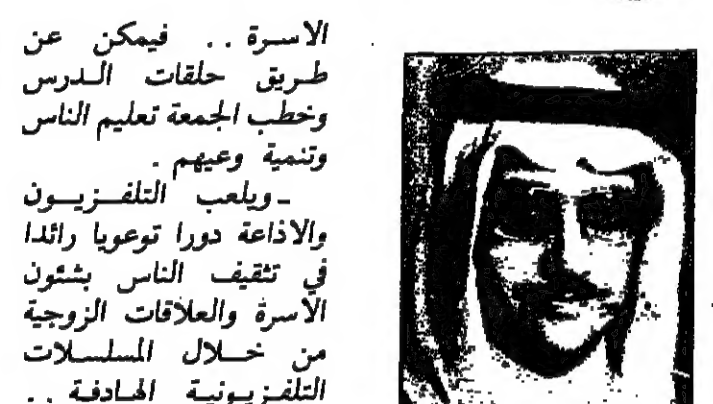 الاسرة .. فيمكن عن
طريق حلقات الدرس
وخطب الجمعة تعليم الناس
وتنمية وعيهم .
ـ ويلعب التلفزيون
والاذاعة دورا توعويا رائدا
في تثقيف الناس بشئون
الأسرة والعلاقات الزوجية
من خلال المسلسلات
التلفزيونية الهادفة ..